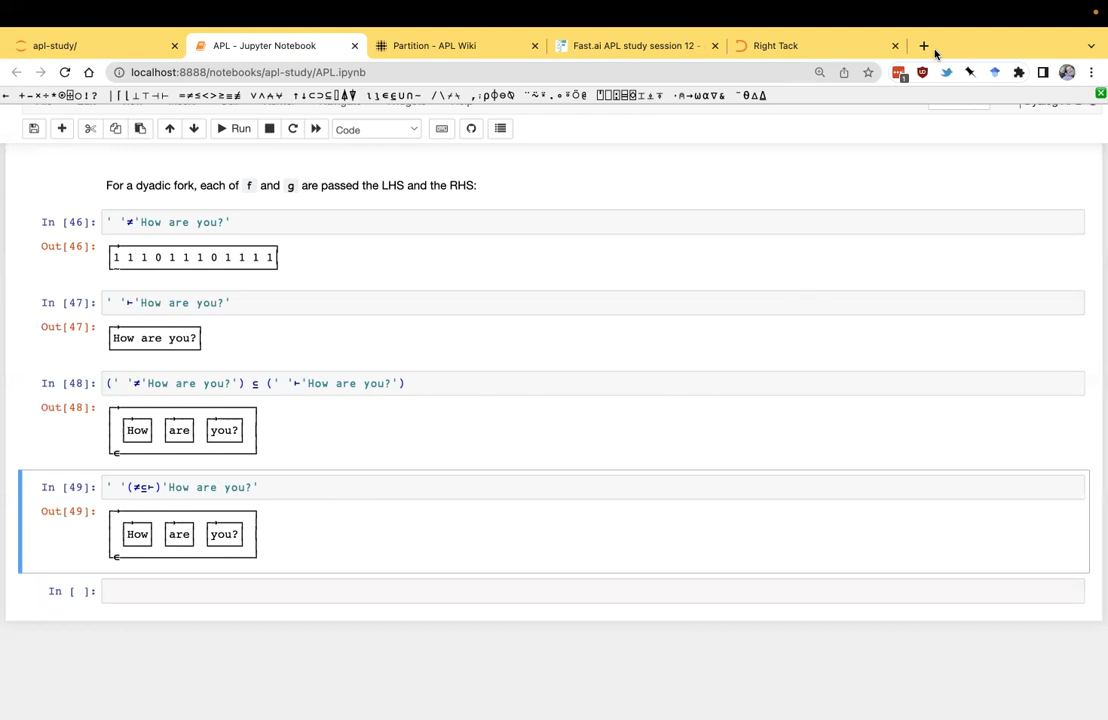 apl-study/
APL - Jupyter Notebook
Partition - APL Wiki
Fast.ai APL study session 12 -
Right Tack
localhost:8888/notebooks/apl-study/APL.ipynb
Run
Code
For a dyadic fork, each of f and g are passed the LHS and the RHS:
In [46]: ' '≠'How are you?'
Out[46]: 1 1 1 0 1 1 1 0 1 1 1 1
In [47]: ' '⊢'How are you?'
Out[47]: How are you?
In [48]: (' '≠'How are you?') ⊆ (' '⊢'How are you?')
Out[48]: How are you?
In [49]: ' '(≠⊆⊢)'How are you?'
Out[49]: How are you?
In [ ]: